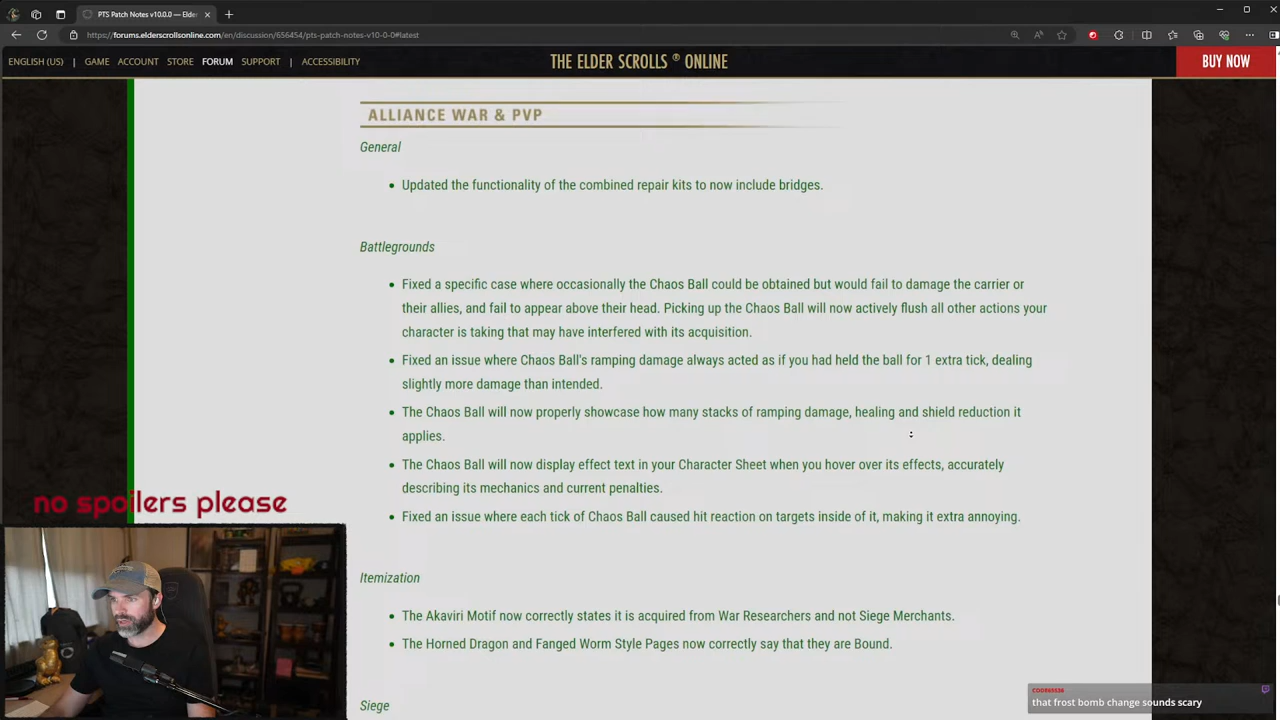 PTS Patch Notes v10.0.0 — Elder
https://forums.elderscrollsonline.com/en/discussion/656454/pts-patch-notes-v10-0-0#latest
ENGLISH (US) | GAME ACCOUNT STORE FORUM SUPPORT | ACCESSIBILITY
THE ELDER SCROLLS ® ONLINE
BUY NOW
ALLIANCE WAR & PVP
General
• Updated the functionality of the combined repair kits to now include bridges.
Battlegrounds
• Fixed a specific case where occasionally the Chaos Ball could be obtained but would fail to damage the carrier or
their allies, and fail to appear above their head. Picking up the Chaos Ball will now actively flush all other actions your
character is taking that may have interfered with its acquisition.
• Fixed an issue where Chaos Ball's ramping damage always acted as if you had held the ball for 1 extra tick, dealing
slightly more damage than intended.
• The Chaos Ball will now properly showcase how many stacks of ramping damage, healing and shield reduction it
applies.
• The Chaos Ball will now display effect text in your Character Sheet when you hover over its effects, accurately
describing its mechanics and current penalties.
• Fixed an issue where each tick of Chaos Ball caused hit reaction on targets inside of it, making it extra annoying.
no spoilers please
Itemization
• The Akaviri Motif now correctly states it is acquired from War Researchers and not Siege Merchants.
• The Horned Dragon and Fanged Worm Style Pages now correctly say that they are Bound.
Siege
that frost bomb change sounds scary